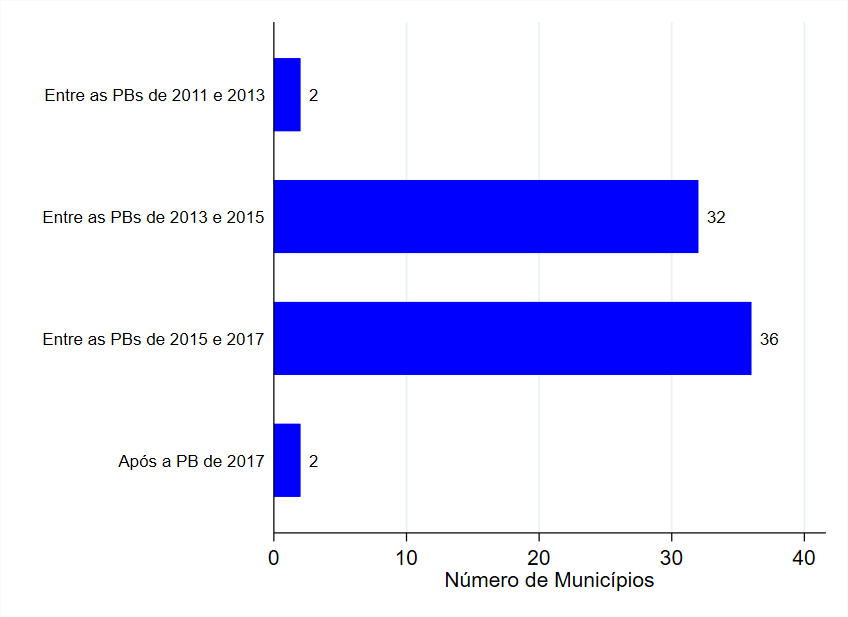 Entre as PBs de 2011 e 2013 2
Entre as PBs de 2013 e 2015 32
Entre as PBs de 2015 e 2017 36
Após a PB de 2017 2
0 10 20 30 40
Número de Municípios